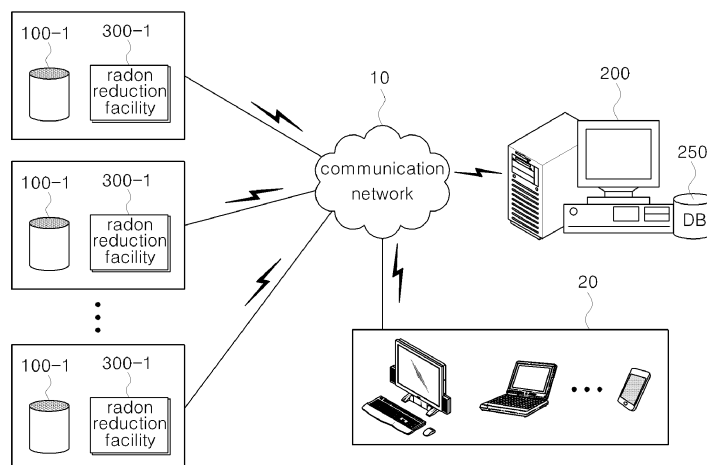 100-1
300-1
radon
reduction
facility
100-1
300-1
radon
reduction
facility
100-1
300-1
radon
reduction
facility
10
communication
network
200
250
DB
20